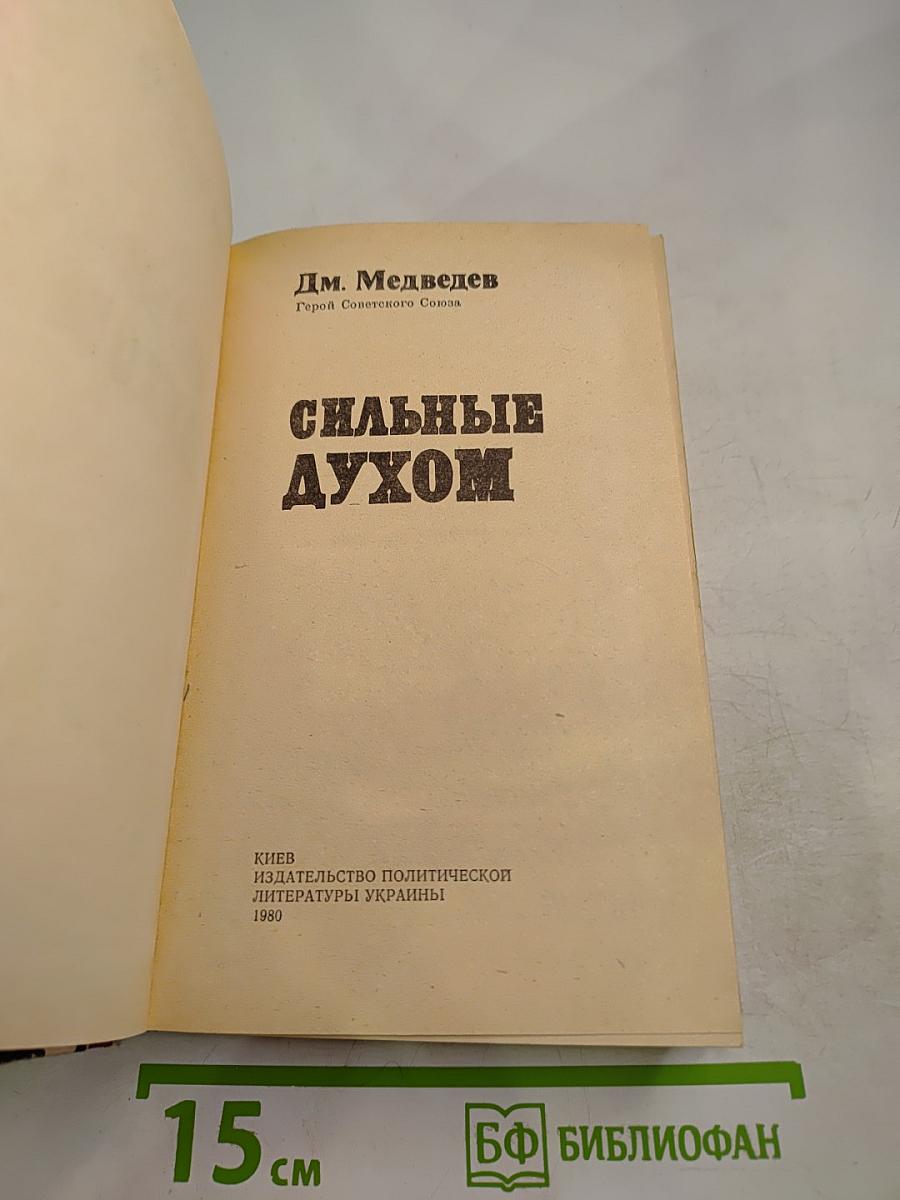 Дм. Медведев
Герой Советского Союза
СИЛЬНЫЕ
ДУХОМ
КИЕВ
ИЗДАТЕЛЬСТВО ПОЛИТИЧЕСКОЙ
ЛИТЕРАТУРЫ УКРАИНЫ
1980
15 см
БФ БИБЛИОФАН